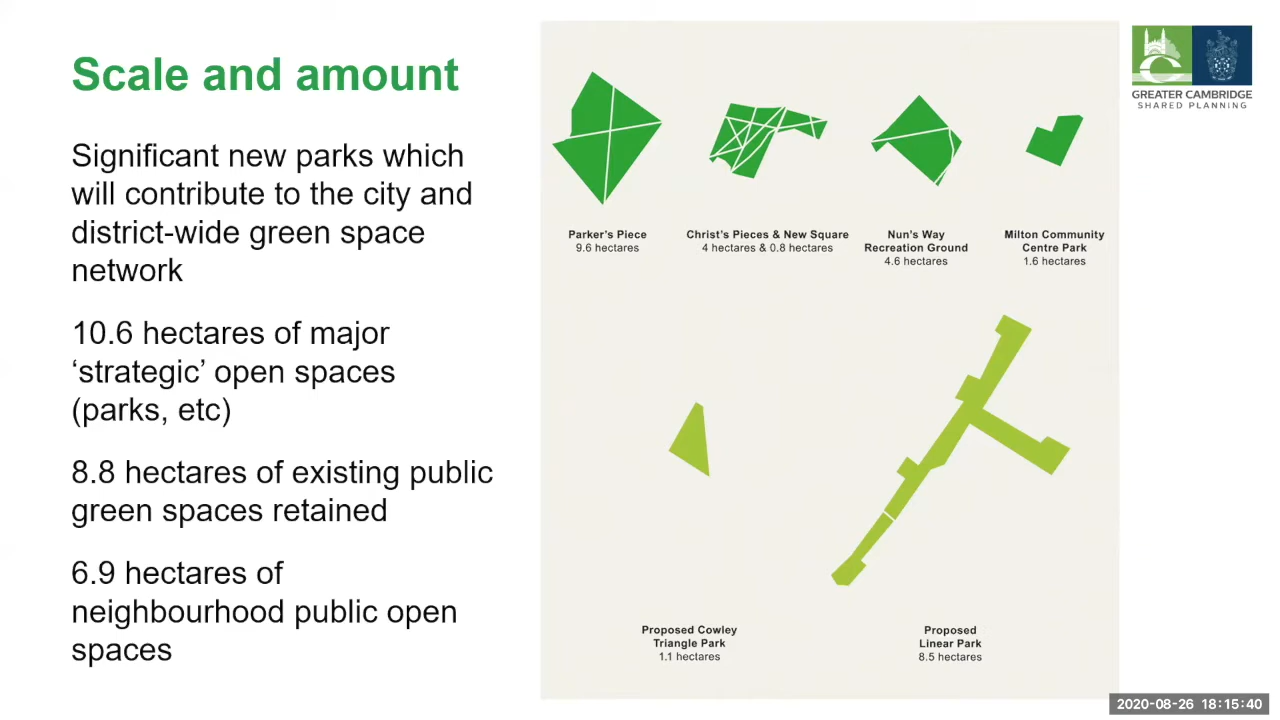 Scale and amount
Significant new parks which
will contribute to the city and
district-wide green space
network
10.6 hectares of major
‘strategic’ open spaces
(parks, etc)
8.8 hectares of existing public
green spaces retained
6.9 hectares of
neighbourhood public open
spaces
Parker's Piece
9.6 hectares
Christ's Pieces & New Square
4 hectares & 0.8 hectares
Nun's Way
Recreation Ground
4.6 hectares
Milton Community
Centre Park
1.6 hectares
Proposed Cowley
Triangle Park
1.1 hectares
Proposed
Linear Park
8.5 hectares
GREATER CAMBRIDGE
SHARED PLANNING
2020-08-26 18:15:40